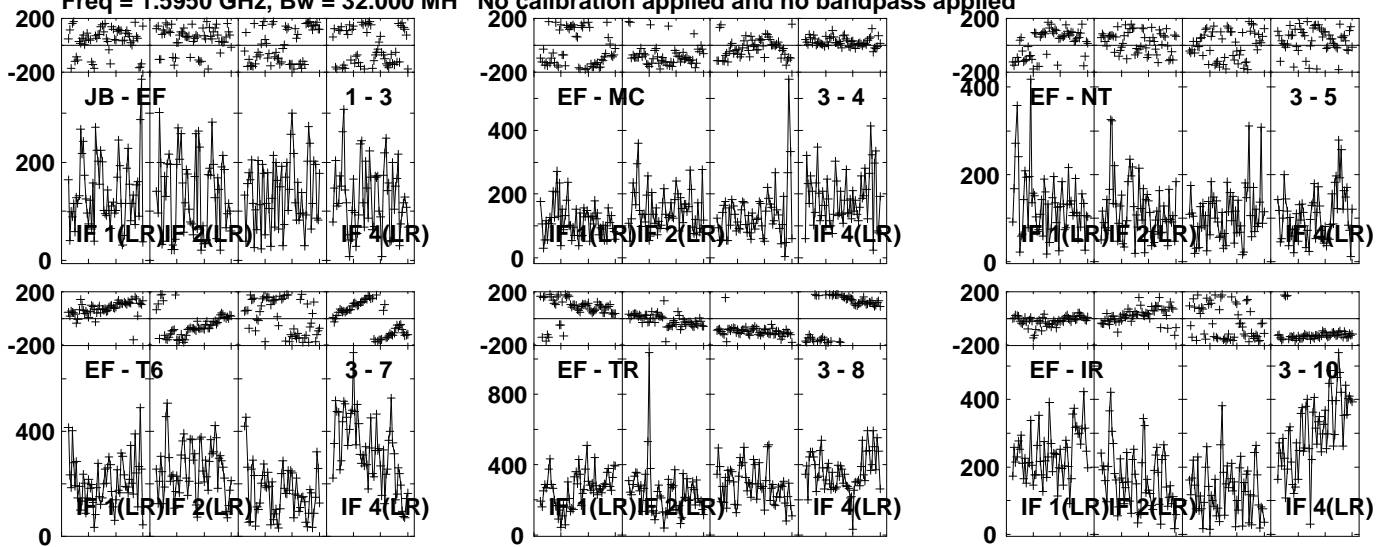 Freq = 1.5950 GHz, Bw = 32.000 MH No calibration applied and no bandpass applied
200 200 200
-200 -200 -200
JB - EF 1 - 3 EF - MC 3 - 4 EF - NT 3 - 5
400 400
200 200 200
IF 1(LR) IF 2(LR) IF 4(LR) IF 1(LR) IF 2(LR) IF 4(LR) IF 1(LR) IF 2(LR) IF 4(LR)
0 0 0
200 200 200
-200 -200 -200
EF - T6 3 - 7 EF - TR 3 - 8 EF - IR 3 - 10
400 800 400
400 200
IF 1(LR) IF 2(LR) IF 4(LR) IF 1(LR) IF 2(LR) IF 4(LR) IF 1(LR) IF 2(LR) IF 4(LR)
0 0 0